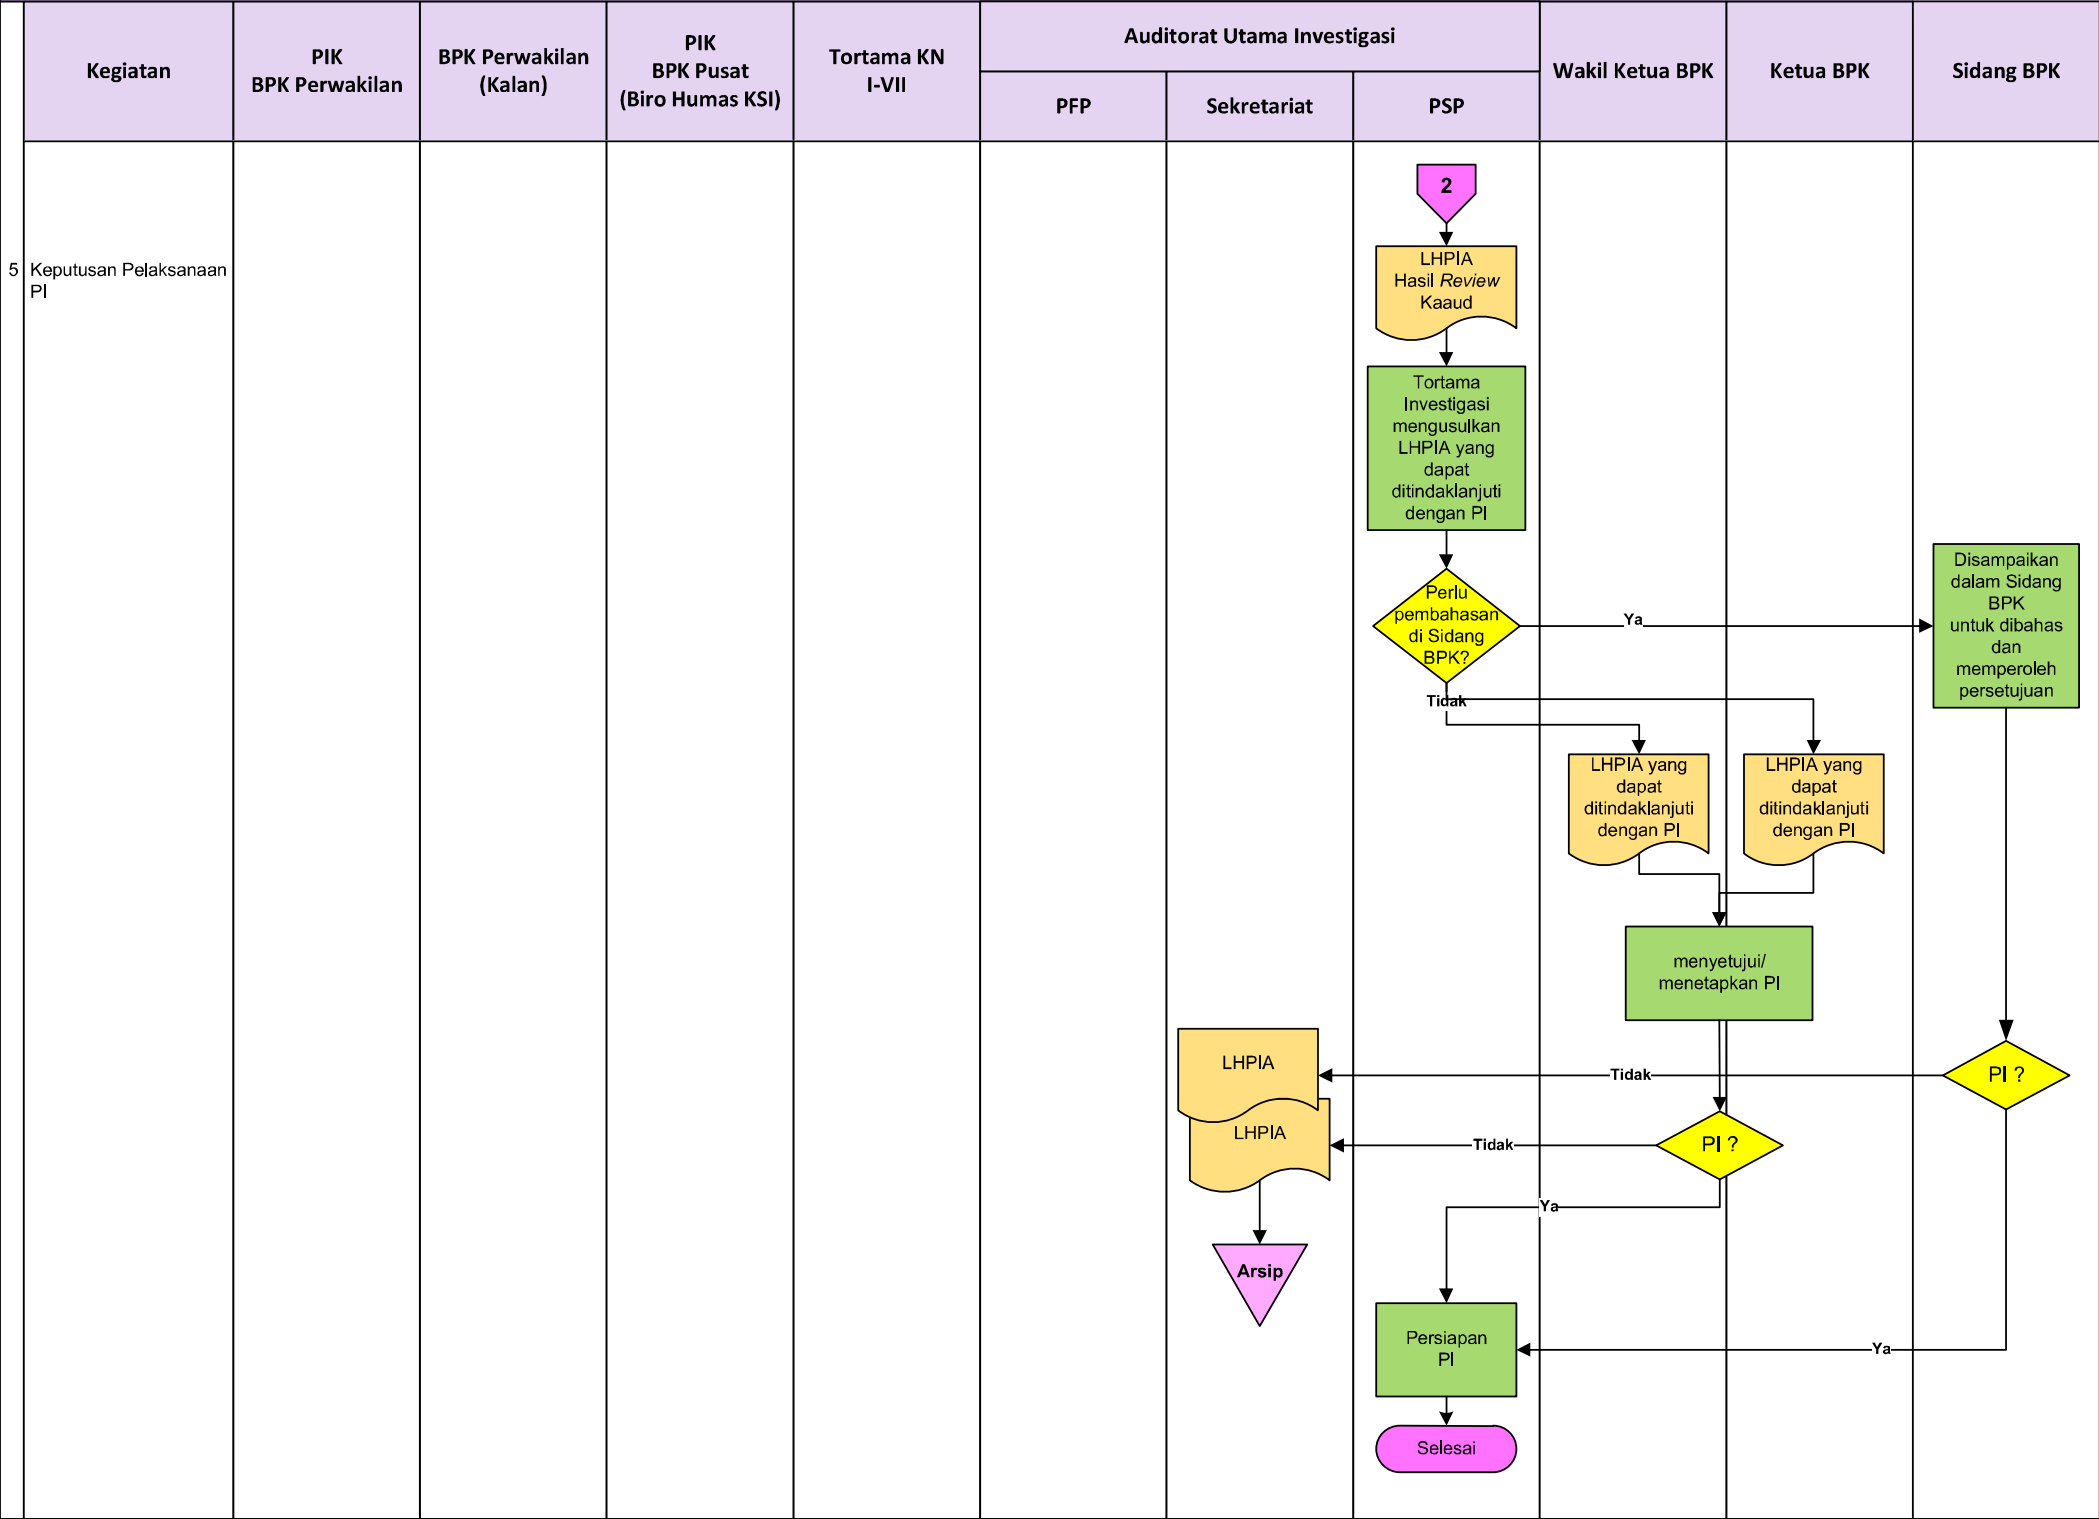 Kegiatan
PIK
BPK Perwakilan
BPK Perwakilan
(Kalan)
PIK
BPK Pusat
(Biro Humas KSI)
Tortama KN
I-VII
Auditorat Utama Investigasi
PFP
Sekretariat
PSP
Wakil Ketua BPK
Ketua BPK
Sidang BPK
5
Keputusan Pelaksanaan
PI
2
LHPIA
Hasil Review
Kaaud
Tortama
Investigasi
mengusulkan
LHPIA yang
dapat
ditindaklanjuti
dengan PI
Perlu
pembahasan
di Sidang
BPK?
Ya
Disampaikan
dalam Sidang
BPK
untuk dibahas
dan
memperoleh
persetujuan
Tidak
LHPIA yang
dapat
ditindaklanjuti
dengan PI
LHPIA yang
dapat
ditindaklanjuti
dengan PI
menyetujui/
menetapkan PI
LHPIA
Tidak
PI ?
LHPIA
Tidak
PI ?
Ya
Arsip
Persiapan
PI
Ya
Selesai